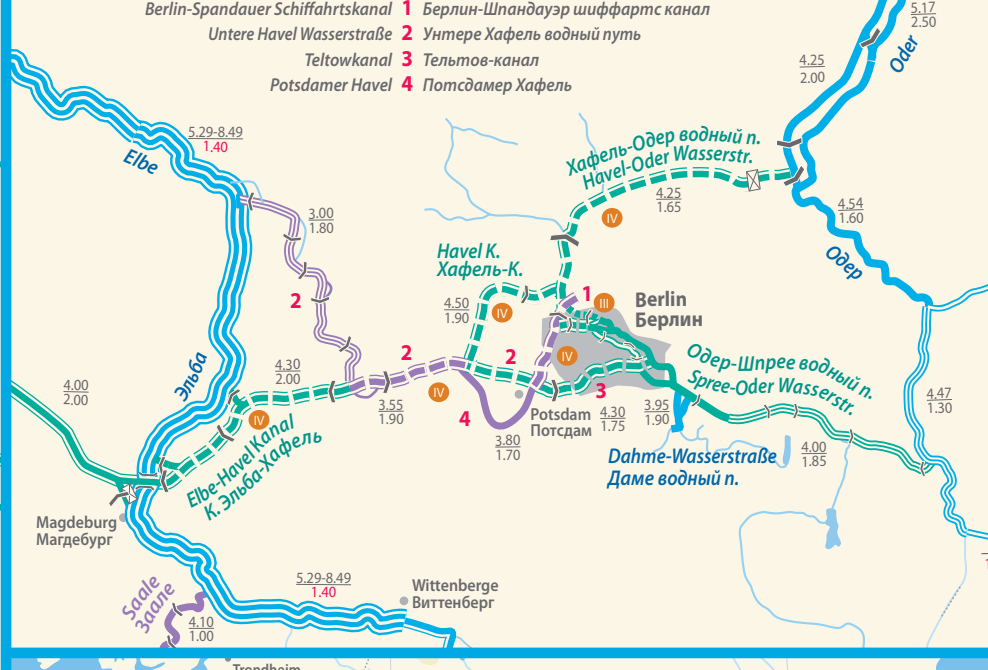 Berlin-Spandauer Schiffahrtskanal 1 Берлин-Шпандауэр шиффартс канал
Untere Havel Wasserstraße 2 Унтере Хафель водный путь
Teltowkanal 3 Тельтов-канал
Potsdamer Havel 4 Потсдамер Хафель
5.17
2.50
Oder
4.25
2.00
5.29-8.49
1.40
Elbe
Хафель-Одер водный п.
Havel-Oder Wasserstr.
4.25
1.65
IV
3.00
1.80
4.54
1.60
Одер
Havel K.
Хафель-К.
2
4.50
1.90
IV
1
III
Berlin
Берлин
Эльба
4.30
2.00
2
2
IV
Одер-Шпрее водный п.
Spree-Oder Wasserstr.
4.00
2.00
IV
3
4.47
1.30
IV
3.55
1.90
4
Potsdam
Потсдам
4.30
1.75
3.95
1.90
3.80
1.70
Elbe-Havel Kanal
К. Эльба-Хафель
Dahme-Wasserstraße
Даме водный п.
4.00
1.85
Magdeburg
Магдебург
Saale
Заале
4.10
1.00
5.29-8.49
1.40
Wittenberge
Виттенберг
Trondheim